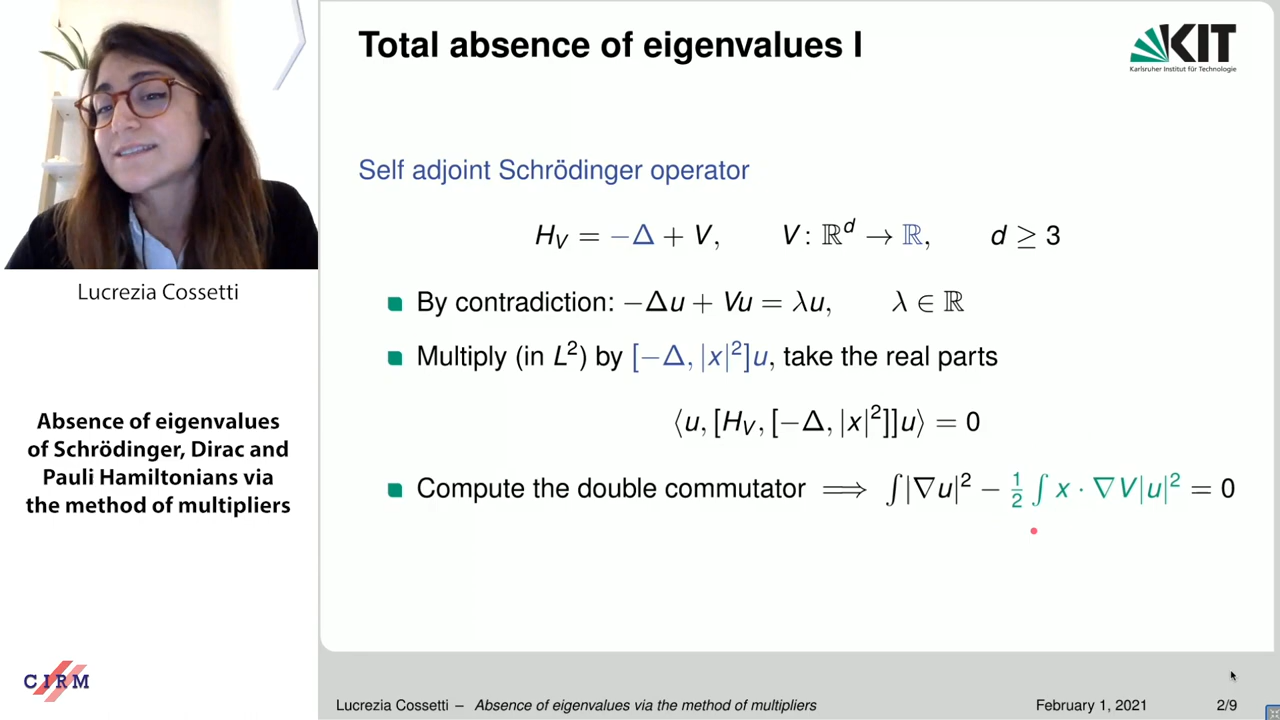 Total absence of eigenvalues I
KIT
Karlsruher Institut für Technologie
Self adjoint Schrödinger operator
H_V = −Δ + V, V : ℝ^d → ℝ, d ≥ 3
By contradiction: −Δu + Vu = λu, λ ∈ ℝ
Multiply (in L²) by [−Δ, |x|²]u, take the real parts
⟨u, [H_V, [−Δ, |x|²]]u⟩ = 0
Compute the double commutator ⟹ ∫|∇u|² − ½ ∫ x · ∇V|u|² = 0
Lucrezia Cossetti
Absence of eigenvalues
of Schrödinger, Dirac and
Pauli Hamiltonians via
the method of multipliers
CIRM
Lucrezia Cossetti – Absence of eigenvalues via the method of multipliers
February 1, 2021
2/9